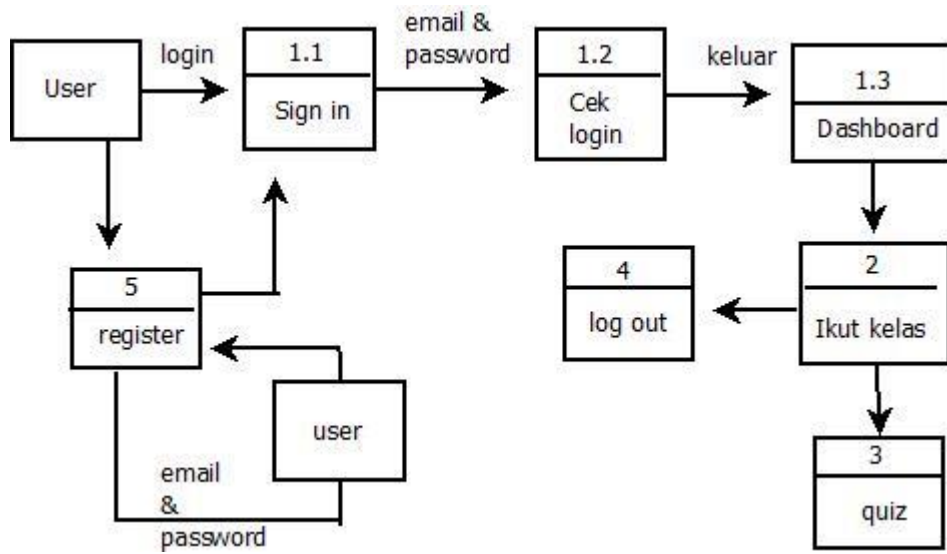 User
login
1.1
Sign in
email &
password
1.2
Cek
login
keluar
1.3
Dashboard
5
register
4
log out
2
Ikut kelas
user
email
&
password
3
quiz